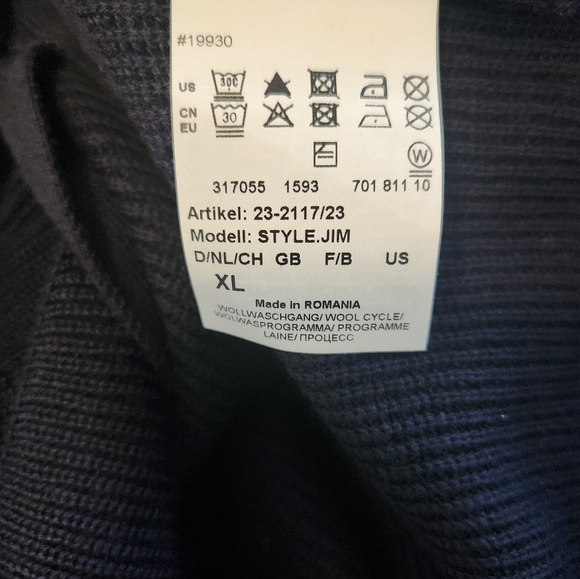 #19930
US 30C
CN 30
EU
W
317055 1593 701 811 10
Artikel: 23-2117/23
Modell: STYLE.JIM
D/NL/CH GB F/B US
XL
Made in ROMANIA
WOLLWASCHGANG/ WOOL CYCLE/
WOLWASPROGRAMMA/ PROGRAMME
LAINE/ ПРОЦЕСС